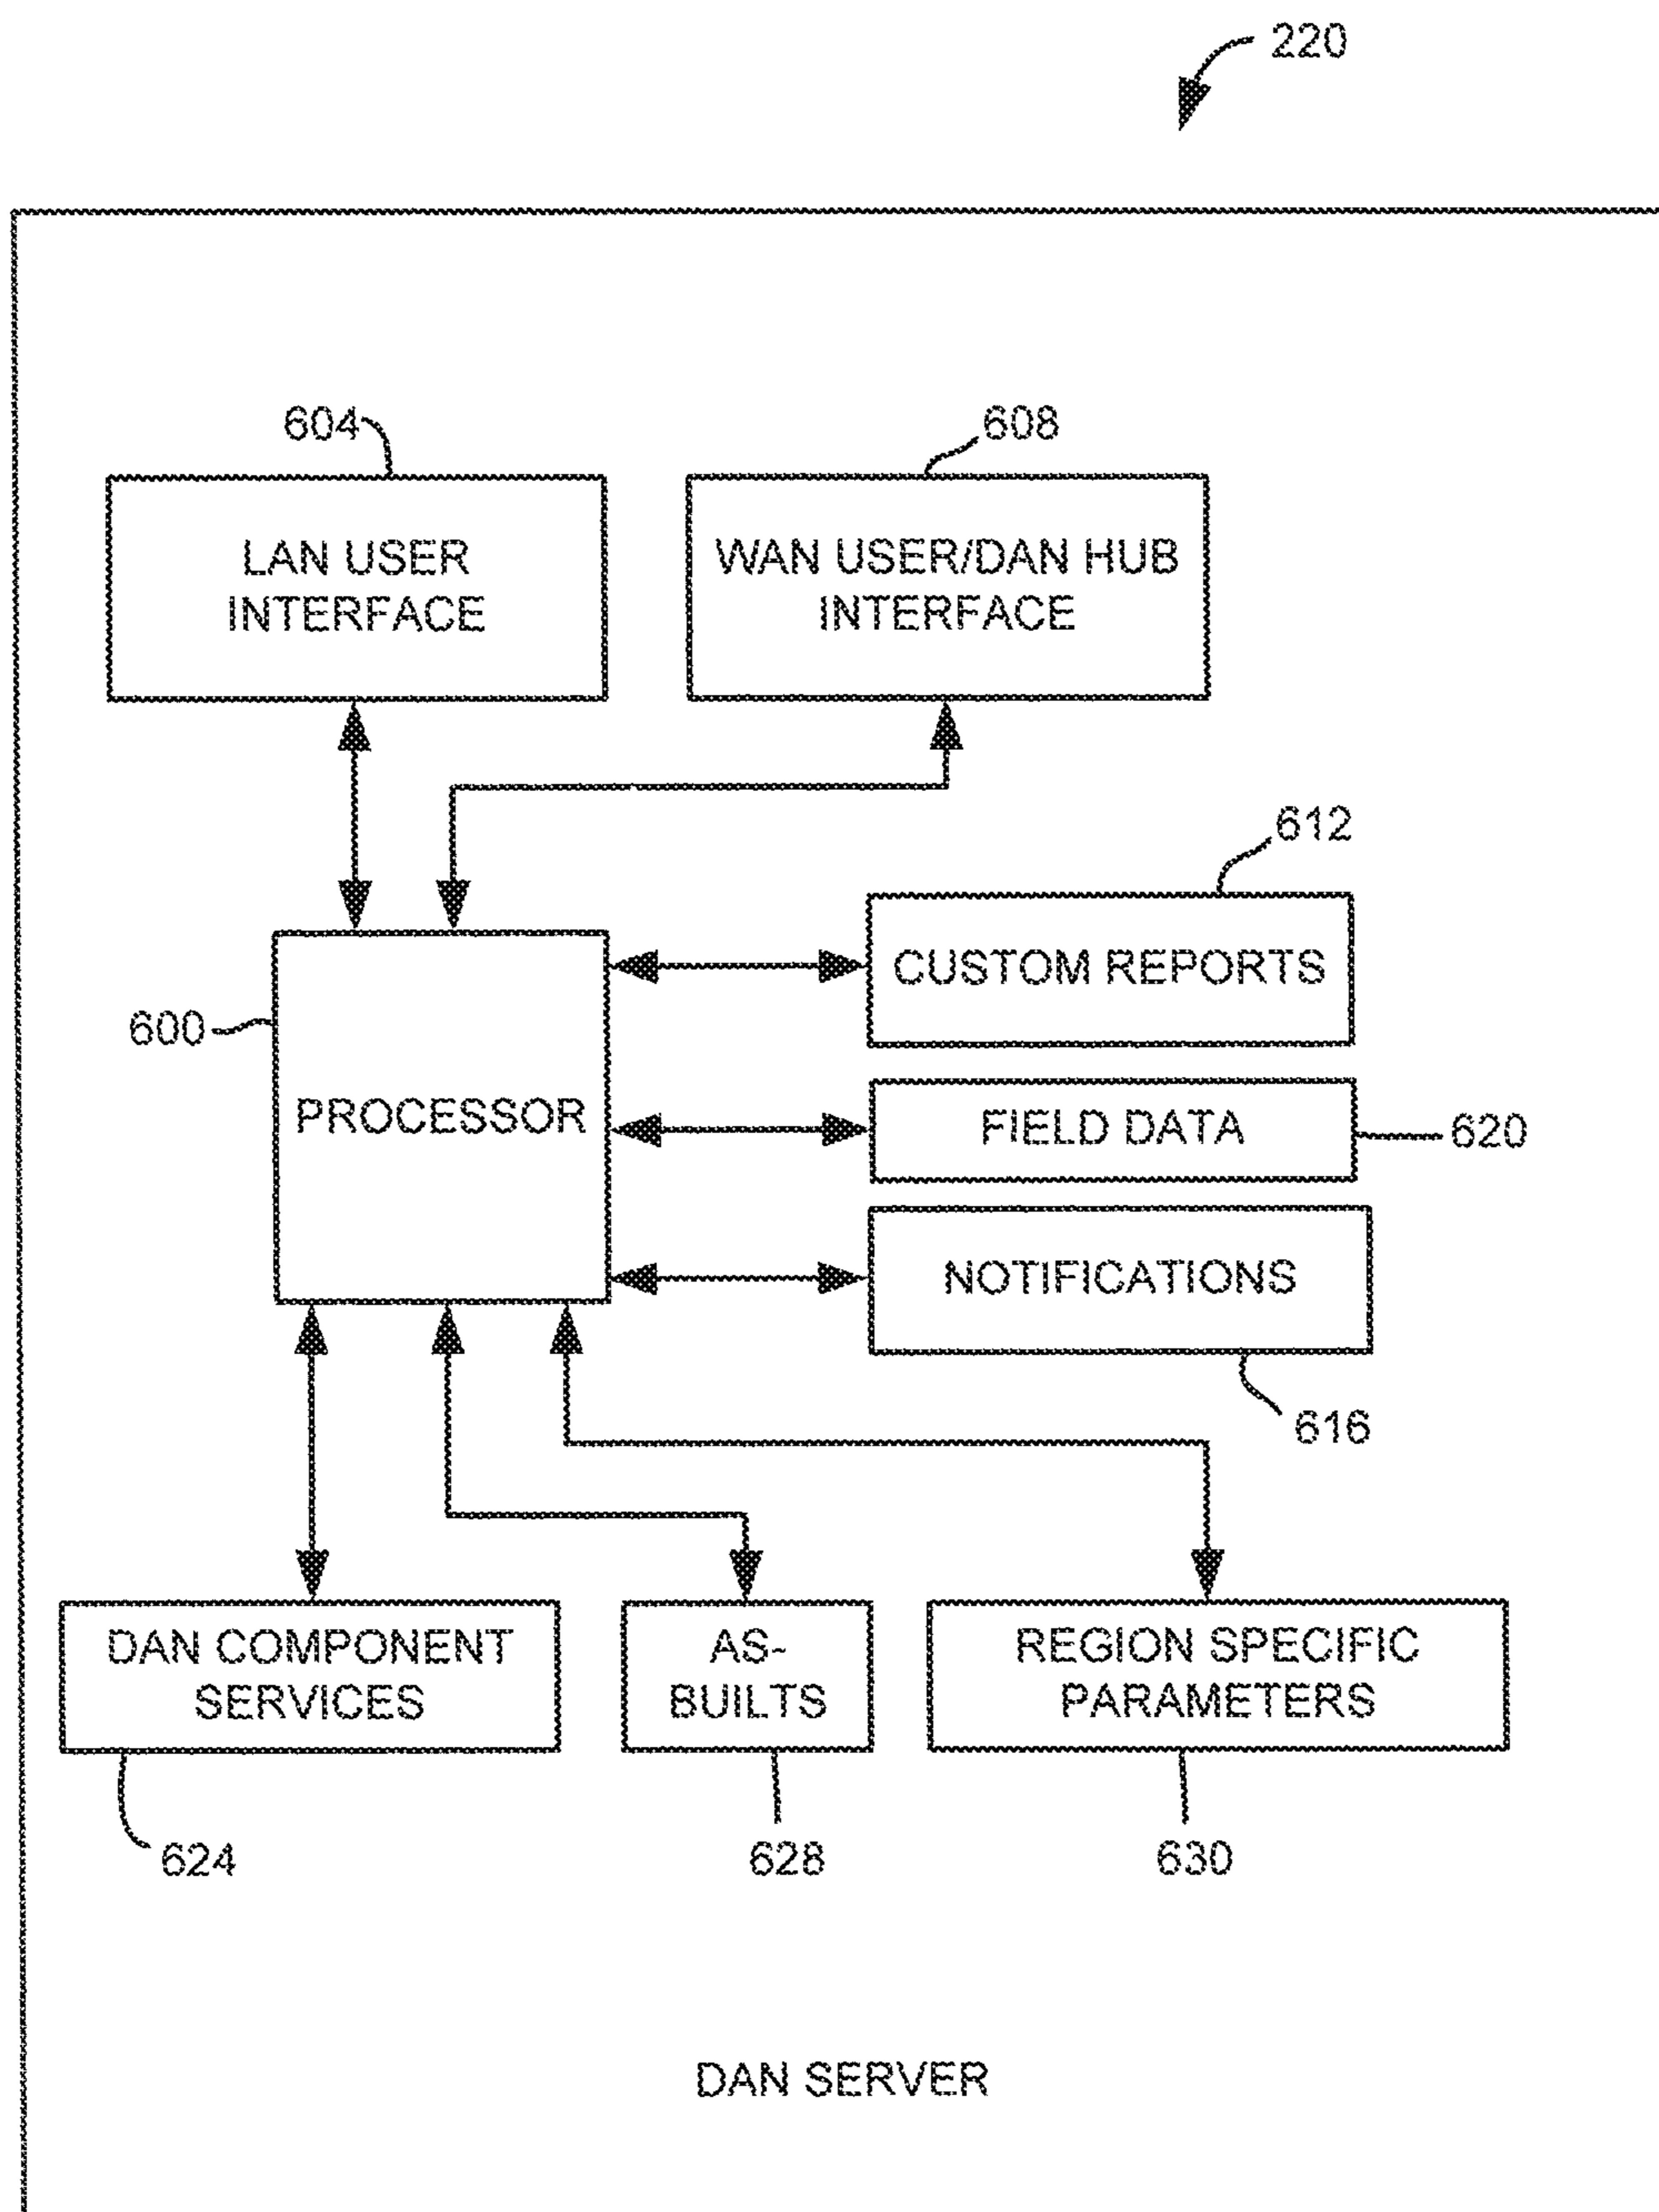 220
604
608
LAN USER
INTERFACE
WAN USER/DAN HUB
INTERFACE
612
CUSTOM REPORTS
600
PROCESSOR
FIELD DATA
620
NOTIFICATIONS
616
DAN COMPONENT
SERVICES
AS-
BUILTS
REGION SPECIFIC
PARAMETERS
624
628
630
DAN SERVER